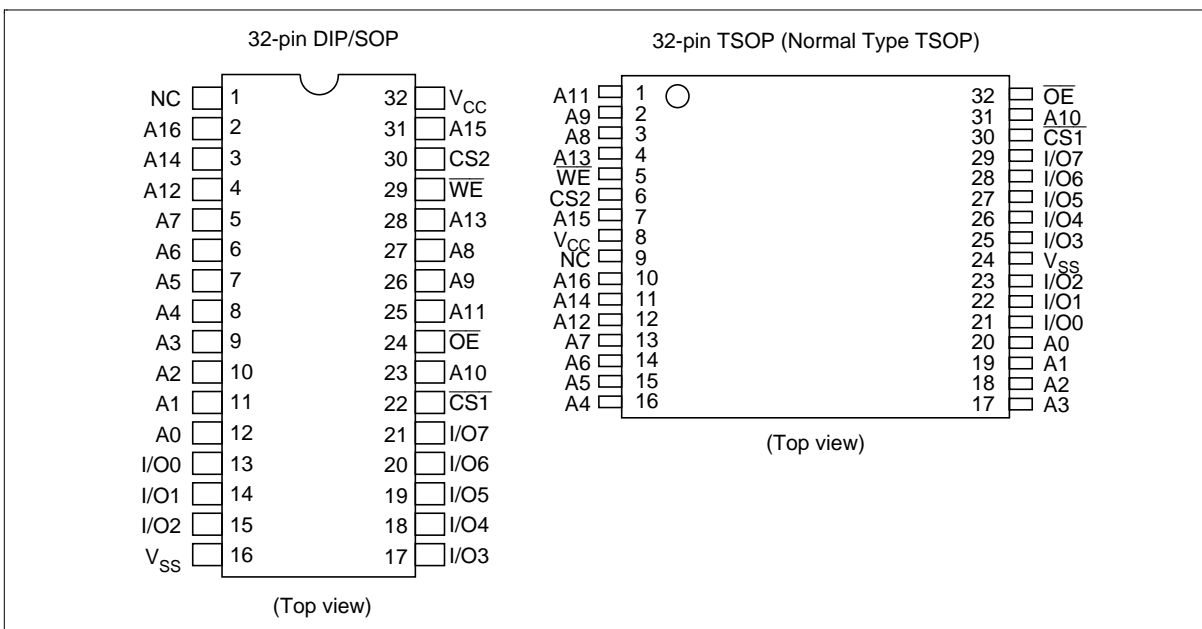 32-pin DIP/SOP
NC 1 32 VCC
A16 2 31 A15
A14 3 30 CS2
A12 4 29 W̅E̅
A7 5 28 A13
A6 6 27 A8
A5 7 26 A9
A4 8 25 A11
A3 9 24 O̅E̅
A2 10 23 A10
A1 11 22 C̅S̅1̅
A0 12 21 I/O7
I/O0 13 20 I/O6
I/O1 14 19 I/O5
I/O2 15 18 I/O4
VSS 16 17 I/O3
(Top view)
32-pin TSOP (Normal Type TSOP)
A11 1 32 O̅E̅
A9 2 31 A10
A8 3 30 C̅S̅1̅
A13 4 29 I/O7
W̅E̅ 5 28 I/O6
CS2 6 27 I/O5
A15 7 26 I/O4
VCC 8 25 I/O3
NC 9 24 VSS
A16 10 23 I/O2
A14 11 22 I/O1
A12 12 21 I/O0
A7 13 20 A0
A6 14 19 A1
A5 15 18 A2
A4 16 17 A3
(Top view)